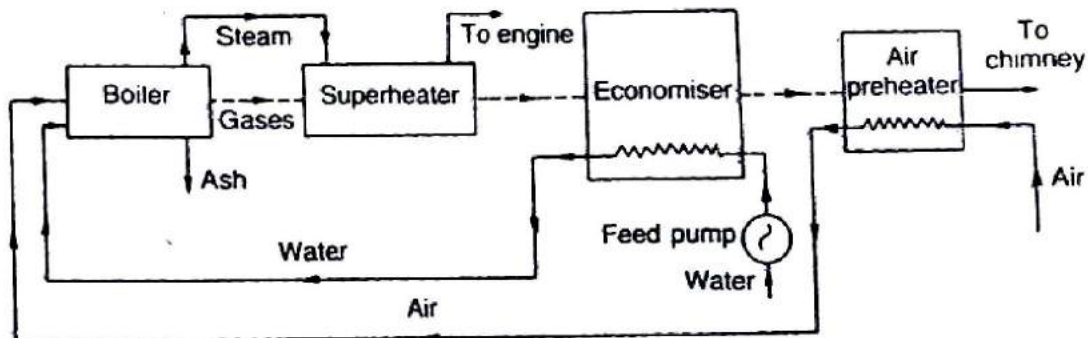 Steam
To engine
To
chimney
Boiler
Gases
Superheater
Economiser
Air
preheater
Ash
Air
Feed pump
Water
Water
Air